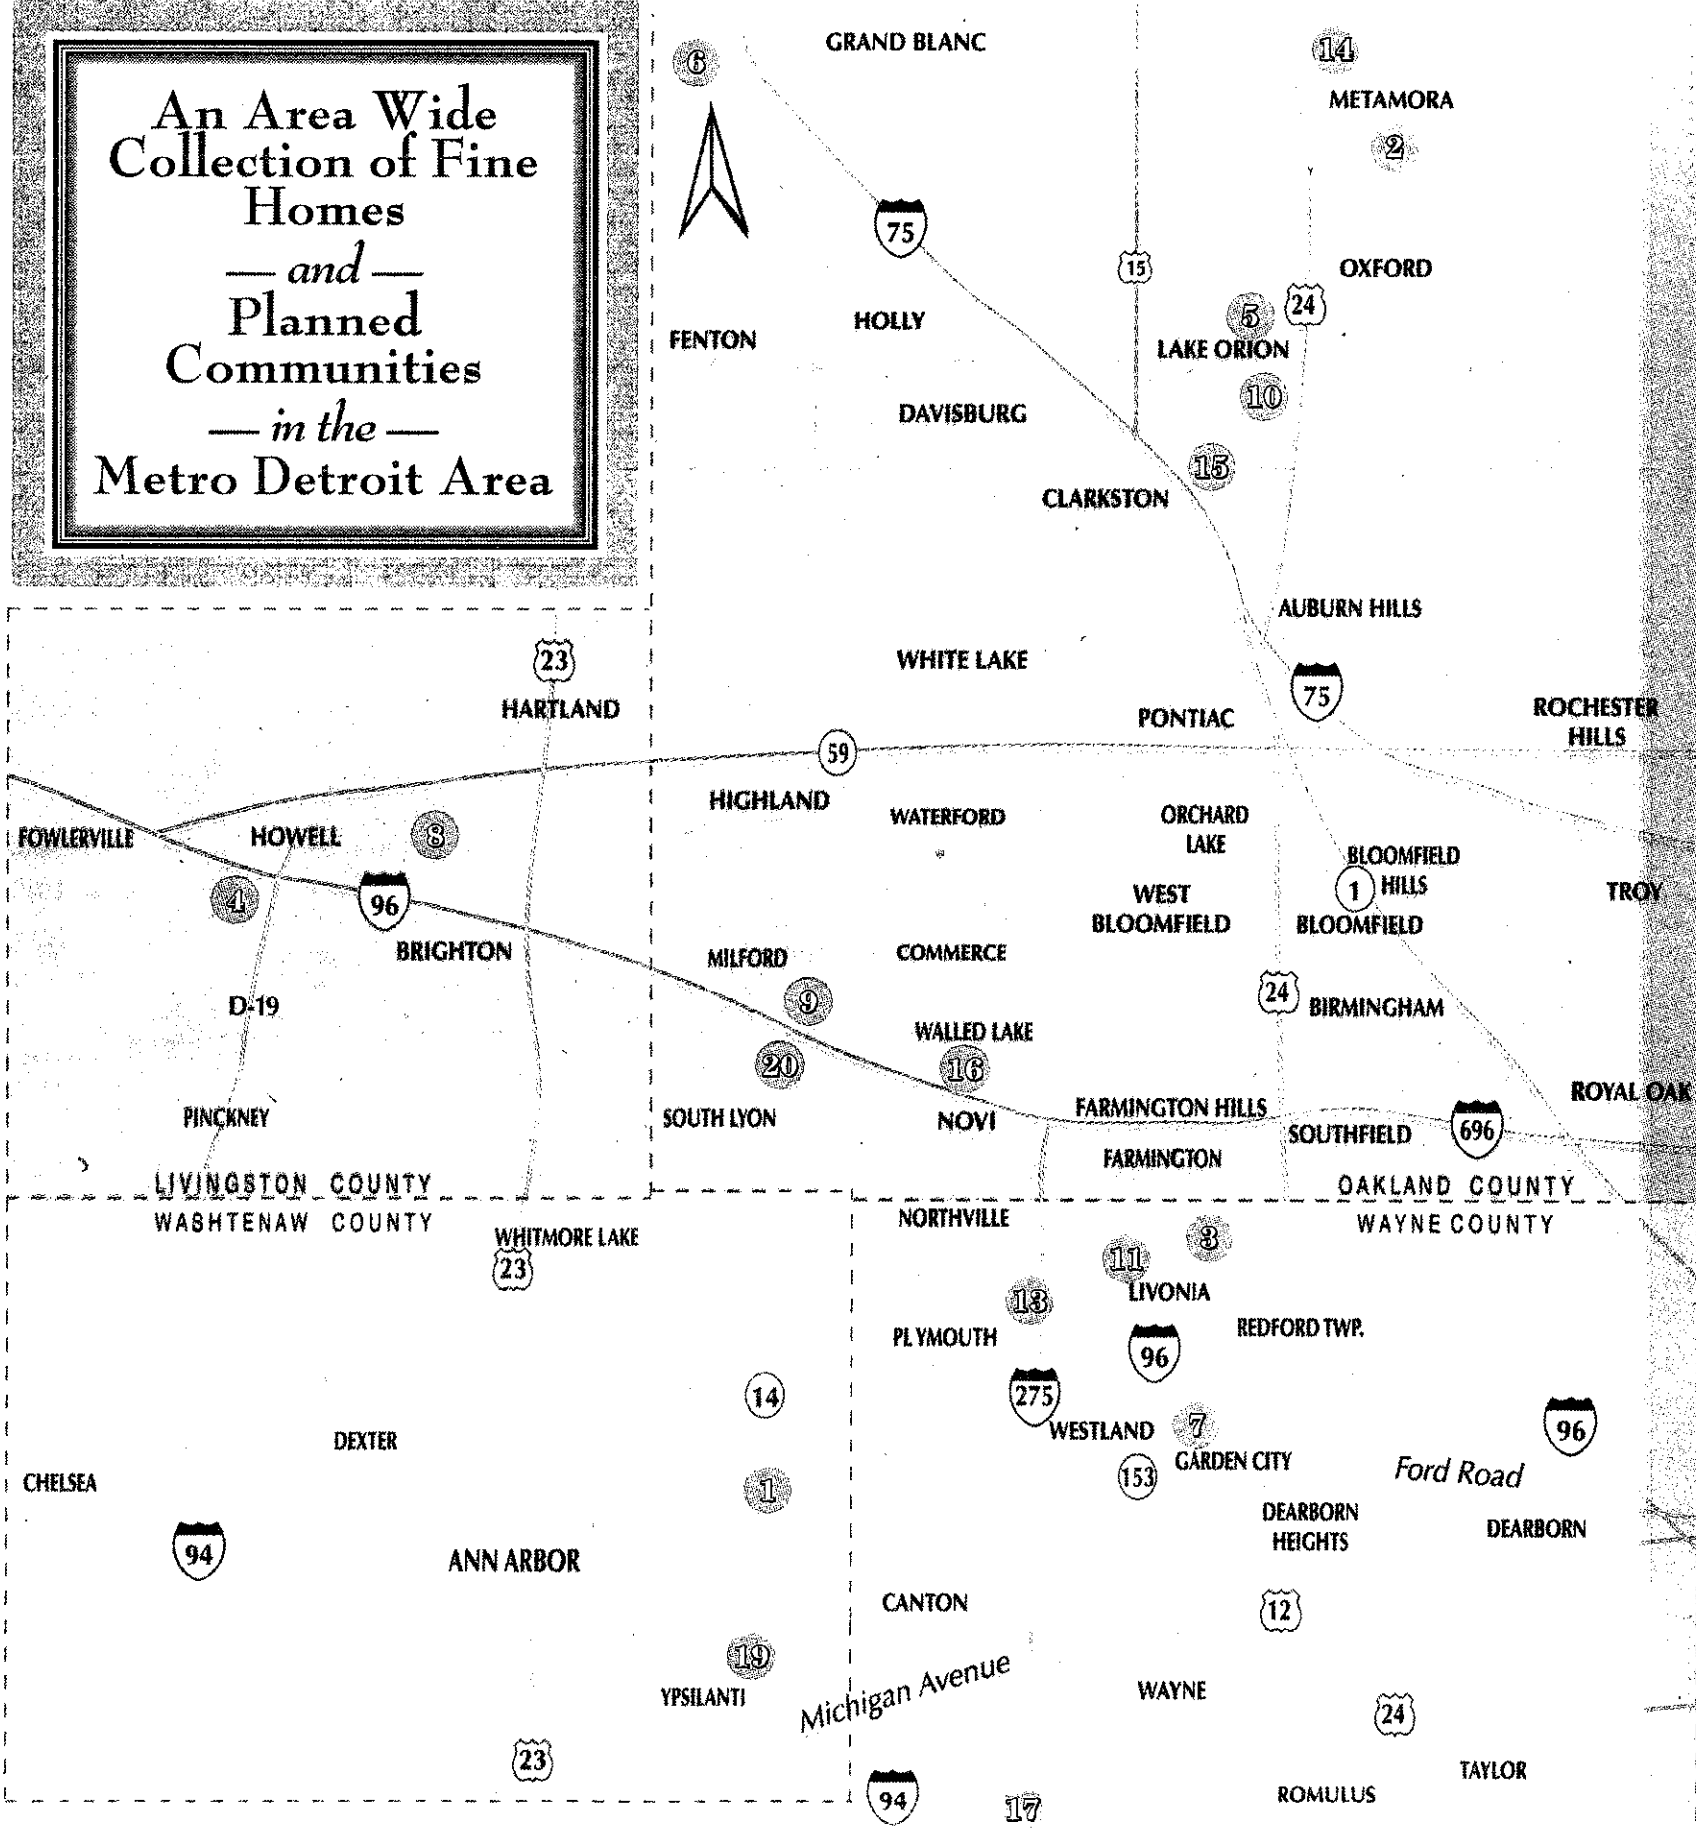 An Area Wide
Collection of Fine
Homes
— and —
Planned
Communities
— in the —
Metro Detroit Area
GRAND BLANC
14
6
METAMORA
2
75
15
OXFORD
24
5
HOLLY
FENTON
LAKE ORION
10
DAVISBURG
15
CLARKSTON
AUBURN HILLS
23
WHITE LAKE
75
HARTLAND
PONTIAC
ROCHESTER
HILLS
59
HIGHLAND
WATERFORD
ORCHARD
LAKE
FOWLERVILLE
HOWELL
8
BLOOMFIELD
HILLS
1
4
96
WEST
BLOOMFIELD
TROY
BLOOMFIELD
BRIGHTON
MILFORD
COMMERCE
9
24
D-19
BIRMINGHAM
WALLED LAKE
20
16
ROYAL OAK
PINCKNEY
SOUTH LYON
NOVI
FARMINGTON HILLS
SOUTHFIELD
696
FARMINGTON
LIVINGSTON COUNTY
OAKLAND COUNTY
WASHTENAW COUNTY
NORTHVILLE
WAYNE COUNTY
WHITMORE LAKE
23
3
11
LIVONIA
13
PLYMOUTH
REDFORD TWP.
96
14
275
WESTLAND
7
96
DEXTER
GARDEN CITY
Ford Road
CHELSEA
1
153
DEARBORN
HEIGHTS
DEARBORN
94
ANN ARBOR
CANTON
12
19
YPSILANTI
Michigan Avenue
WAYNE
24
23
TAYLOR
94
17
ROMULUS